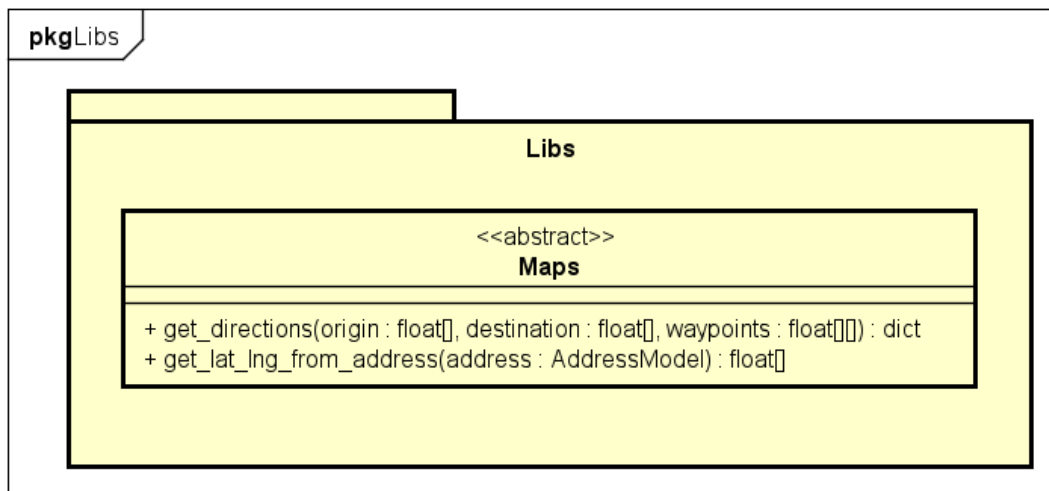 pkgLibs
Libs
<<abstract>>
Maps
+ get_directions(origin : float[], destination : float[], waypoints : float[][]) : dict
+ get_lat_lng_from_address(address : AddressModel) : float[]